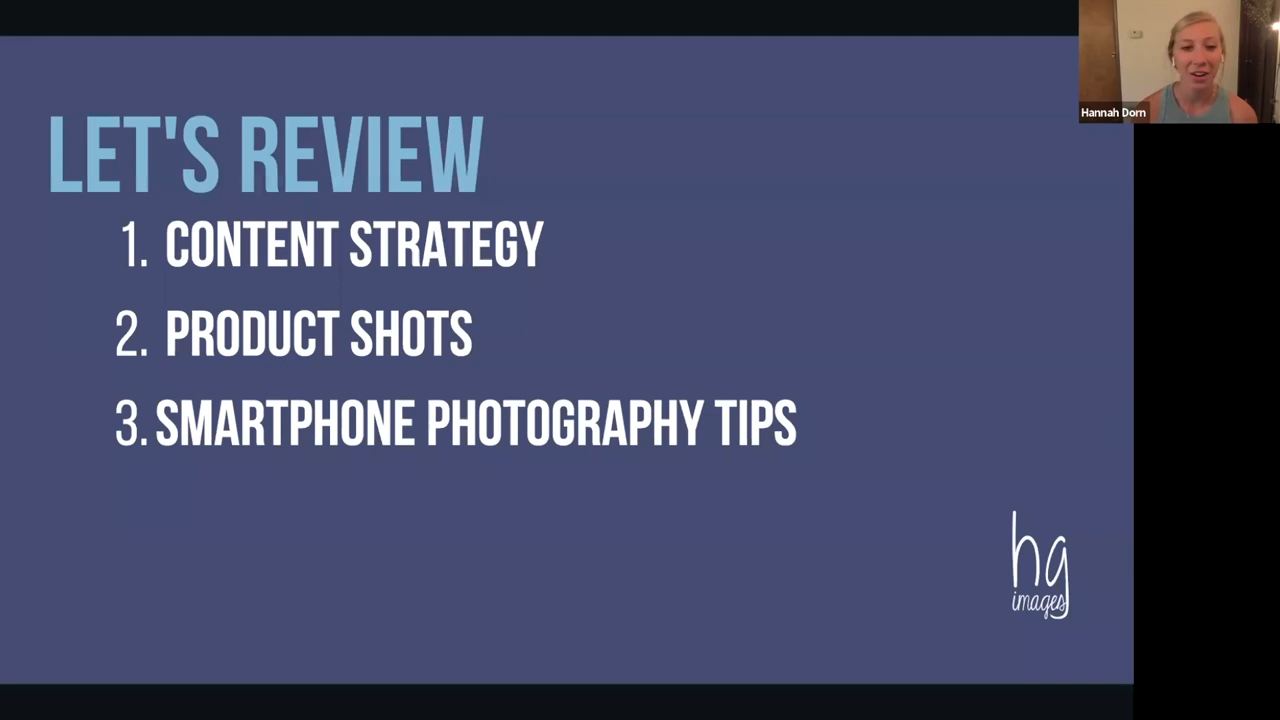 LET'S REVIEW
1. CONTENT STRATEGY
2. PRODUCT SHOTS
3. SMARTPHONE PHOTOGRAPHY TIPS
hg
images
Hannah Dorn